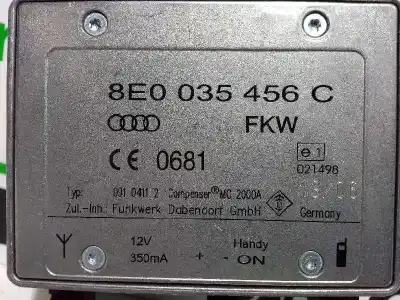 8E0 035 456 C
FKW
CE 0681
e 1
021498
Typ: 001 0411 2 Compenser® MC 2000A
Zul.-Inh.: Funkwerk Dabendorf GmbH
Germany
12V Handy
350mA + - ON